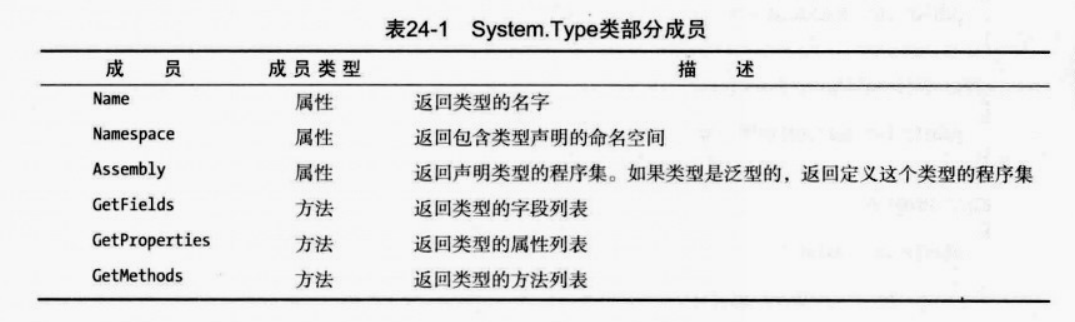 表24-1 System.Type类部分成员
成 员 成员类型 描 述
Name 属性 返回类型的名字
Namespace 属性 返回包含类型声明的命名空间
Assembly 属性 返回声明类型的程序集。如果类型是泛型的，返回定义这个类型的程序集
GetFields 方法 返回类型的字段列表
GetProperties 方法 返回类型的属性列表
GetMethods 方法 返回类型的方法列表